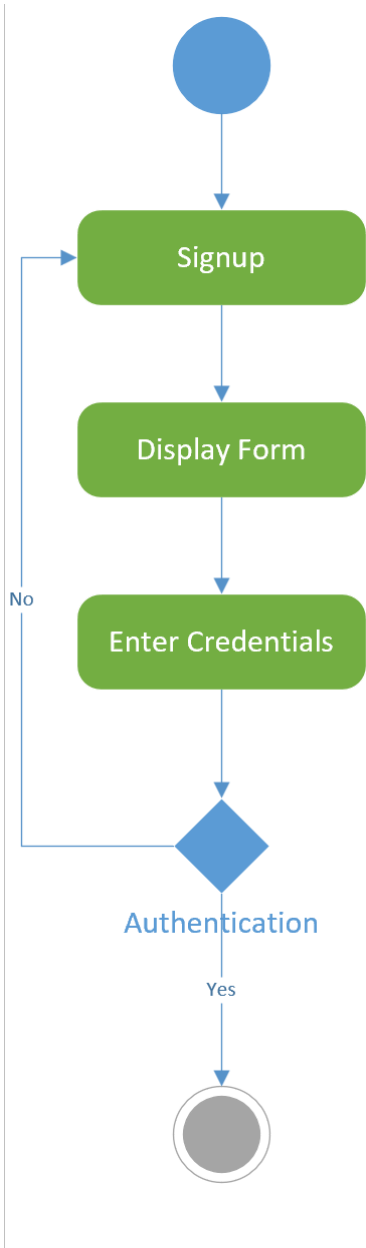 Signup
Display Form
No
Enter Credentials
Authentication
Yes